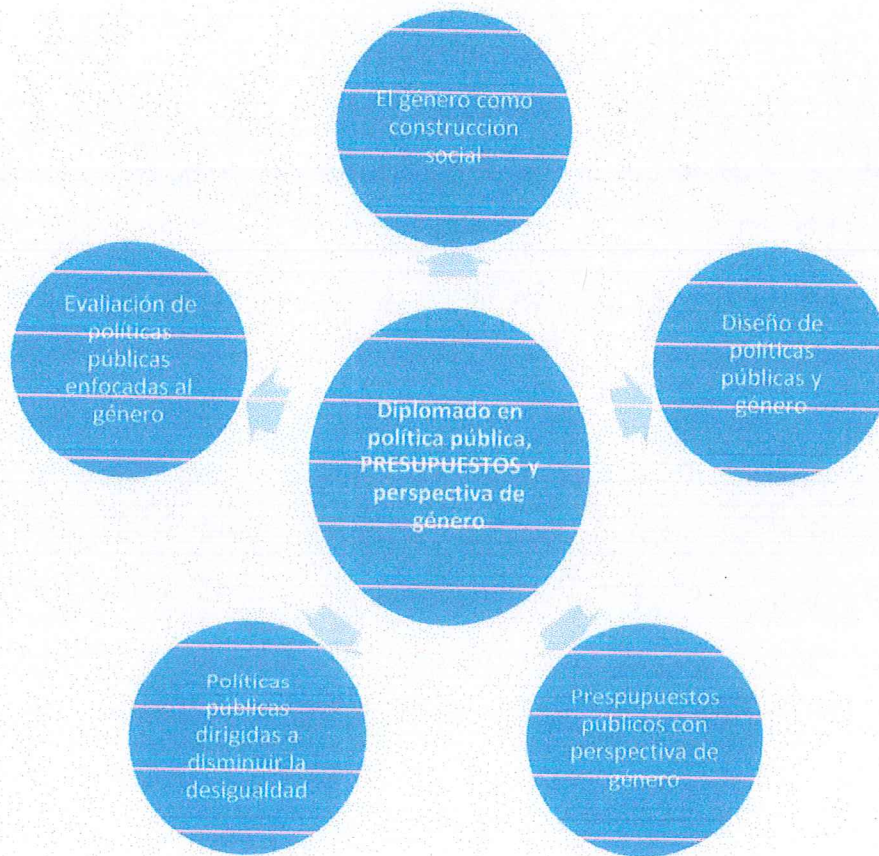 El género como
construcción
social
Diseño de
políticas
públicas y
género
Prespupuestos
públicos con
perspectiva de
género
Políticas
públicas
dirigidas a
disminuir la
desigualdad
Evaliación de
políticas
públicas
enfocadas al
género
Diplomado en
política pública,
PRESUPUESTOS y
perspectiva de
género